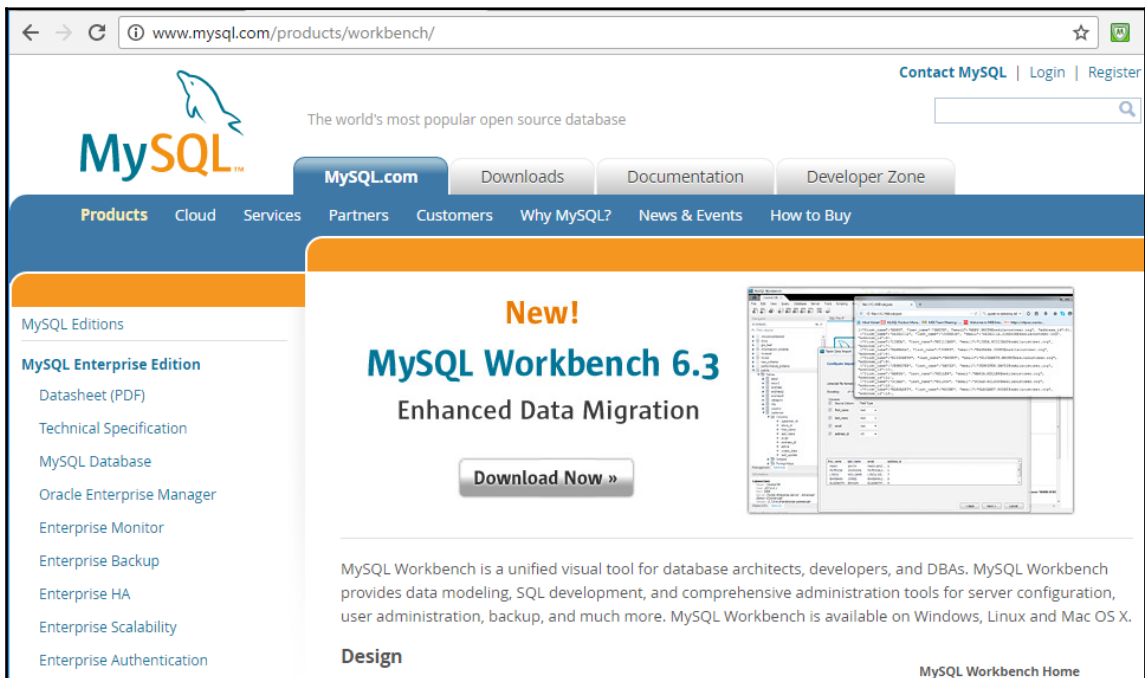 www.mysql.com/products/workbench/
Contact MySQL | Login | Register
The world's most popular open source database
MySQL™
MySQL.com Downloads Documentation Developer Zone
Products Cloud Services Partners Customers Why MySQL? News & Events How to Buy
MySQL Editions
MySQL Enterprise Edition
Datasheet (PDF)
Technical Specification
MySQL Database
Oracle Enterprise Manager
Enterprise Monitor
Enterprise Backup
Enterprise HA
Enterprise Scalability
Enterprise Authentication
New!
MySQL Workbench 6.3
Enhanced Data Migration
Download Now »
MySQL Workbench is a unified visual tool for database architects, developers, and DBAs. MySQL Workbench
provides data modeling, SQL development, and comprehensive administration tools for server configuration,
user administration, backup, and much more. MySQL Workbench is available on Windows, Linux and Mac OS X.
Design
MySQL Workbench Home